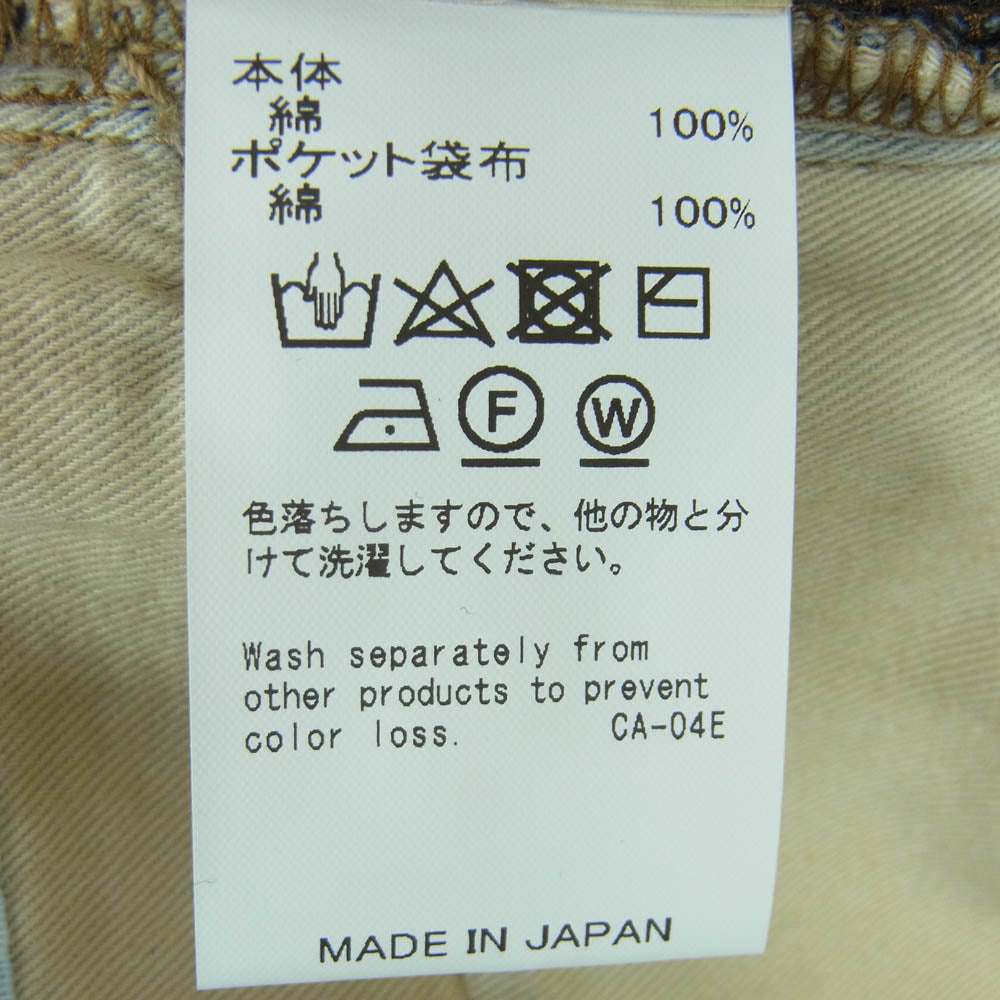 本体
綿 100%
ポケット袋布
綿 100%
F W
色落ちしますので、他の物と分
けて洗濯してください。
Wash separately from
other products to prevent
color loss. CA-04E
MADE IN JAPAN